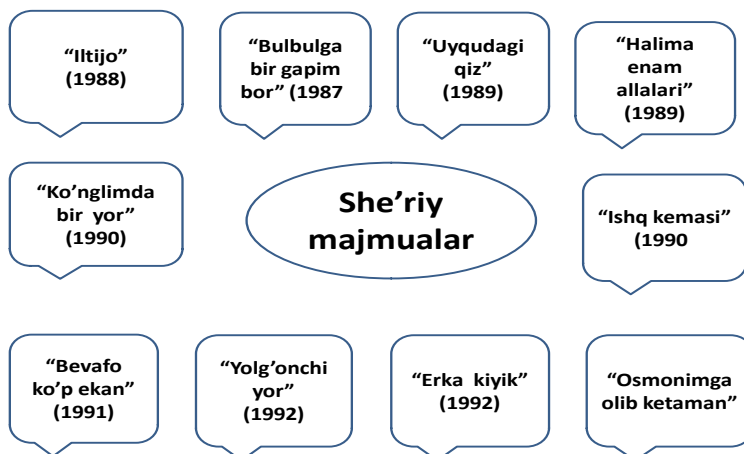 “Iltijo”
(1988)
“Bulbulga
bir gapim
bor” (1987
“Uyqudagi
qiz”
(1989)
“Halima
enam
allalari”
(1989)
“Ko’nglimda
bir yor”
(1990)
She’riy
majmualar
“Ishq kemasi”
(1990
“Bevafo
ko’p ekan”
(1991)
“Yolg’onchi
yor”
(1992)
“Erka kiyik”
(1992)
“Osmonimga
olib ketaman”